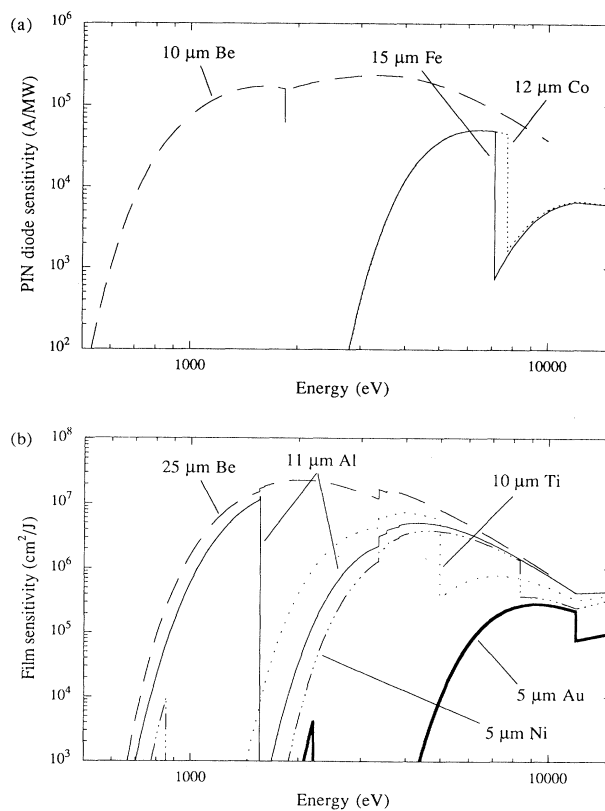 (a)
10⁶
10 μm Be
15 μm Fe
12 μm Co
10⁵
PIN diode sensitivity (A/MW)
10⁴
10³
10²
1000
10000
Energy (eV)
(b)
10⁸
25 μm Be
11 μm Al
10 μm Ti
10⁷
Film sensitivity (cm²/J)
10⁶
10⁵
5 μm Au
10⁴
5 μm Ni
10³
1000
10000
Energy (eV)